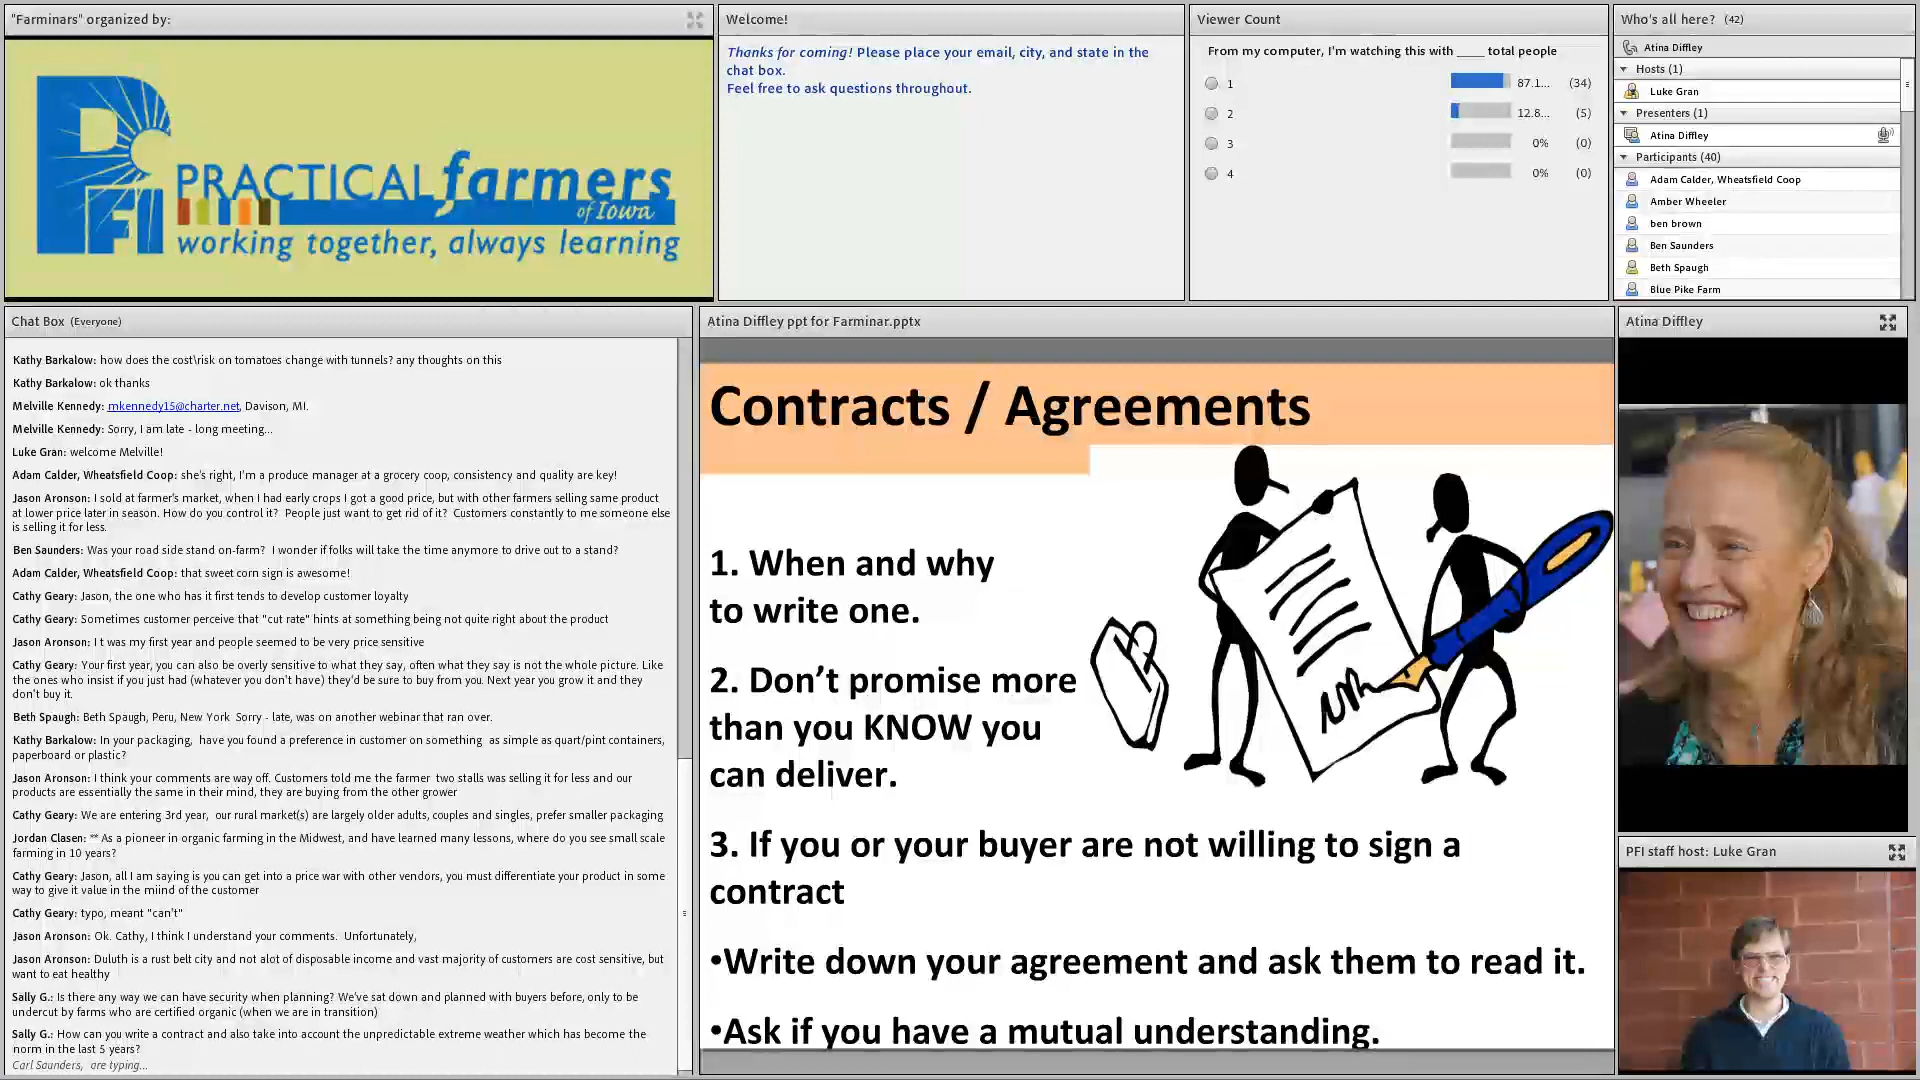 "Farminars" organized by:
PFI
PRACTICAL farmers
of Iowa
working together, always learning
Welcome!
Thanks for coming! Please place your email, city, and state in the
chat box.
Feel free to ask questions throughout.
Viewer Count
From my computer, I'm watching this with ____ total people
1 87.1... (34)
2 12.8... (5)
3 0% (0)
4 0% (0)
Who's all here? (42)
Atina Diffley
Hosts (1)
Luke Gran
Presenters (1)
Atina Diffley
Participants (40)
Adam Calder, Wheatsfield Coop
Amber Wheeler
ben brown
Ben Saunders
Beth Spaugh
Blue Pike Farm
Chat Box (Everyone)
Kathy Barkalow: how does the cost\risk on tomatoes change with tunnels? any thoughts on this
Kathy Barkalow: ok thanks
Melville Kennedy: mkennedy15@charter.net, Davison, MI.
Melville Kennedy: Sorry, I am late - long meeting...
Luke Gran: welcome Melville!
Adam Calder, Wheatsfield Coop: she's right, I'm a produce manager at a grocery coop, consistency and quality are key!
Jason Aronson: I sold at farmer's market, when I had early crops I got a good price, but with other farmers selling same product
at lower price later in season. How do you control it? People just want to get rid of it? Customers constantly to me someone else
is selling it for less.
Ben Saunders: Was your road side stand on-farm? I wonder if folks will take the time anymore to drive out to a stand?
Adam Calder, Wheatsfield Coop: that sweet corn sign is awesome!
Cathy Geary: Jason, the one who has it first tends to develop customer loyalty
Cathy Geary: Sometimes customer perceive that "cut rate" hints at something being not quite right about the product
Jason Aronson: I t was my first year and people seemed to be very price sensitive
Cathy Geary: Your first year, you can also be overly sensitive to what they say, often what they say is not the whole picture. Like
the ones who insist if you just had (whatever you don't have) they'd be sure to buy from you. Next year you grow it and they
don't buy it.
Beth Spaugh: Beth Spaugh, Peru, New York Sorry - late, was on another webinar that ran over.
Kathy Barkalow: In your packaging, have you found a preference in customer on something as simple as quart/pint containers,
paperboard or plastic?
Jason Aronson: I think your comments are way off. Customers told me the farmer two stalls was selling it for less and our
products are essentially the same in their mind, they are buying from the other grower
Cathy Geary: We are entering 3rd year, our rural market(s) are largely older adults, couples and singles, prefer smaller packaging
Jordan Clasen: ** As a pioneer in organic farming in the Midwest, and have learned many lessons, where do you see small scale
farming in 10 years?
Cathy Geary: Jason, all I am saying is you can get into a price war with other vendors, you must differentiate your product in some
way to give it value in the miind of the customer
Cathy Geary: typo, meant "can't"
Jason Aronson: Ok. Cathy, I think I understand your comments. Unfortunately,
Jason Aronson: Duluth is a rust belt city and not alot of disposable income and vast majority of customers are cost sensitive, but
want to eat healthy
Sally G.: Is there any way we can have security when planning? We've sat down and planned with buyers before, only to be
undercut by farms who are certified organic (when we are in transition)
Sally G.: How can you write a contract and also take into account the unpredictable extreme weather which has become the
norm in the last 5 years?
Carl Saunders, are typing...
Atina Diffley ppt for Farminar.pptx
Contracts / Agreements
1. When and why
to write one.
2. Don’t promise more
than you KNOW you
can deliver.
3. If you or your buyer are not willing to sign a
contract
•Write down your agreement and ask them to read it.
•Ask if you have a mutual understanding.
Atina Diffley
PFI staff host: Luke Gran